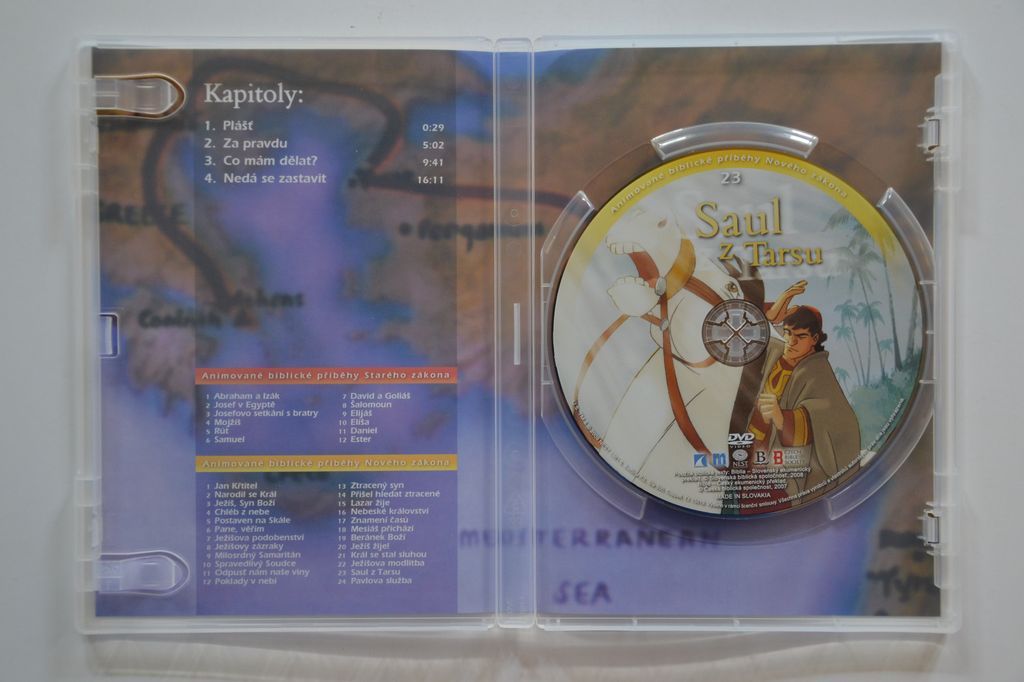 Kapitoly:
1. Plášť 0:29
2. Za pravdu 5:02
3. Co mám dělat? 9:41
4. Nedá se zastavit 16:11
Animované biblické příběhy Starého zákona
1 Abraham a Izák
2 Josef v Egyptě
3 Josefovo setkání s bratry
4 Mojžíš
5 Rút
6 Samuel
7 David a Goliáš
8 Šalomoun
9 Elijáš
10 Elíša
11 Daniel
12 Ester
Animované biblické příběhy Nového zákona
1 Jan Křtitel
2 Narodil se Král
3 Ježíš, Syn Boží
4 Chléb z nebe
5 Postaven na Skále
6 Pane, věřím
7 Ježíšova podobenství
8 Ježíšovy zázraky
9 Milosrdný Samaritán
10 Spravedlivý Soudce
11 Odpusť nám naše viny
12 Poklady v nebi
13 Ztracený syn
14 Přišel hledat ztracené
15 Lazar žije
16 Nebeské království
17 Znamení časů
18 Mesiáš přichází
19 Beránek Boží
20 Ježíš žije!
21 Král se stal sluhou
22 Ježíšova modlitba
23 Saul z Tarsu
24 Pavlova služba
Animované biblické příběhy Nového zákona
23
Saul
z Tarsu
DVD
VIDEO
NEST
MADE IN SLOVAKIA
MEDITERRANEAN
SEA